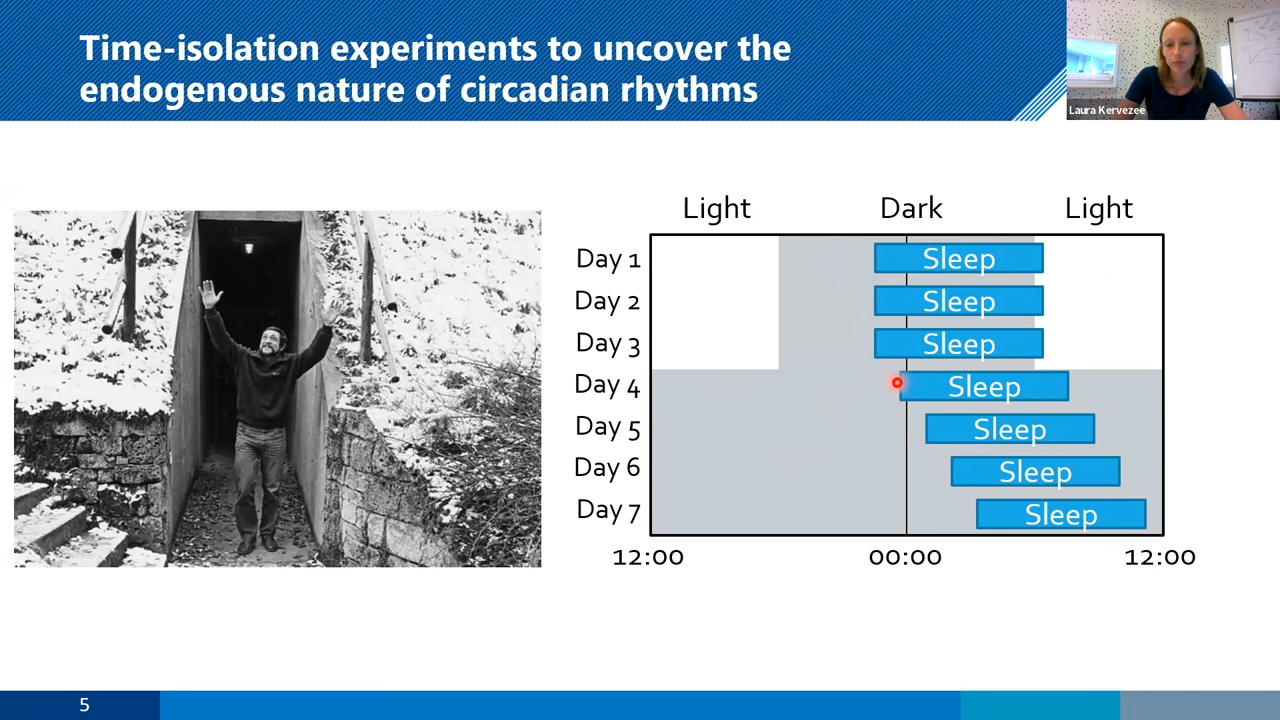 Time-isolation experiments to uncover the
endogenous nature of circadian rhythms
Laura Kervezee
Light Dark Light
Day 1 Sleep
Day 2 Sleep
Day 3 Sleep
Day 4 Sleep
Day 5 Sleep
Day 6 Sleep
Day 7 Sleep
12:00 00:00 12:00
5